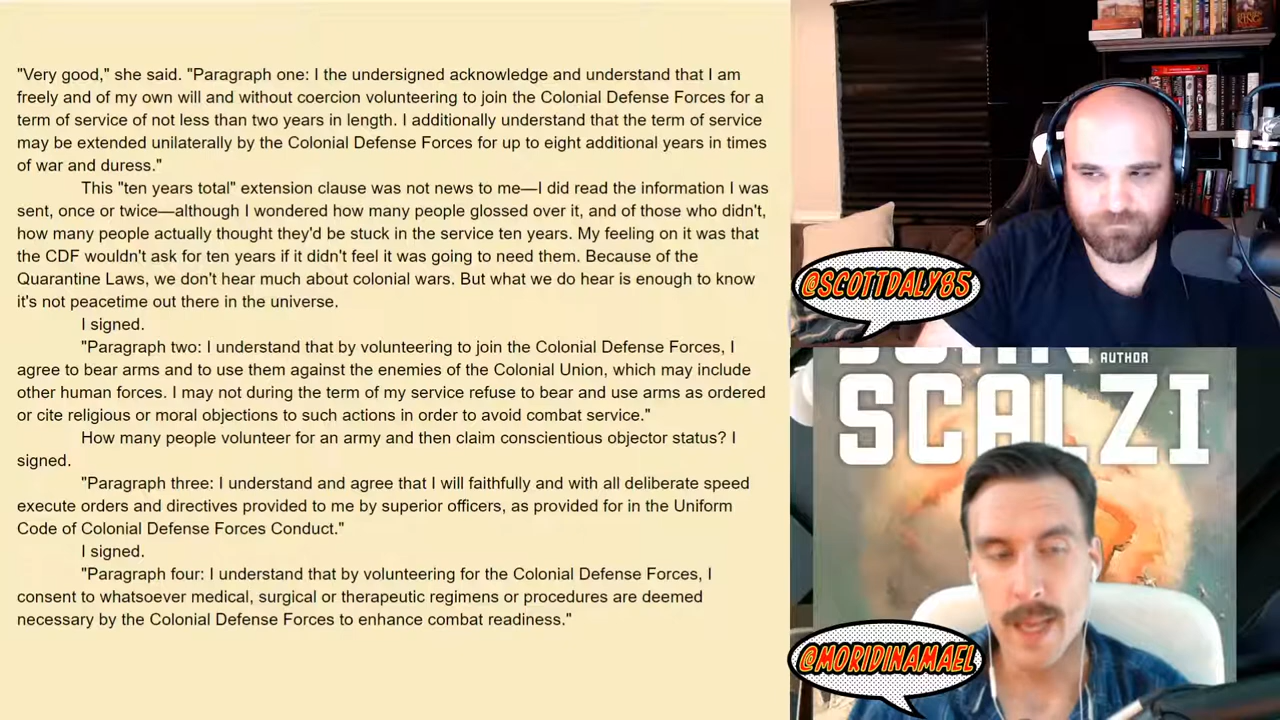 "Very good," she said. "Paragraph one: I the undersigned acknowledge and understand that I am
freely and of my own will and without coercion volunteering to join the Colonial Defense Forces for a
term of service of not less than two years in length. I additionally understand that the term of service
may be extended unilaterally by the Colonial Defense Forces for up to eight additional years in times
of war and duress."
This "ten years total" extension clause was not news to me—I did read the information I was
sent, once or twice—although I wondered how many people glossed over it, and of those who didn't,
how many people actually thought they'd be stuck in the service ten years. My feeling on it was that
the CDF wouldn't ask for ten years if it didn't feel it was going to need them. Because of the
Quarantine Laws, we don't hear much about colonial wars. But what we do hear is enough to know
it's not peacetime out there in the universe.
I signed.
"Paragraph two: I understand that by volunteering to join the Colonial Defense Forces, I
agree to bear arms and to use them against the enemies of the Colonial Union, which may include
other human forces. I may not during the term of my service refuse to bear and use arms as ordered
or cite religious or moral objections to such actions in order to avoid combat service."
How many people volunteer for an army and then claim conscientious objector status? I
signed.
"Paragraph three: I understand and agree that I will faithfully and with all deliberate speed
execute orders and directives provided to me by superior officers, as provided for in the Uniform
Code of Colonial Defense Forces Conduct."
I signed.
"Paragraph four: I understand that by volunteering for the Colonial Defense Forces, I
consent to whatsoever medical, surgical or therapeutic regimens or procedures are deemed
necessary by the Colonial Defense Forces to enhance combat readiness."
KING
@SCOTTDALY85
JOHN AUTHOR
SCALZI
@MORIDINAMAEL